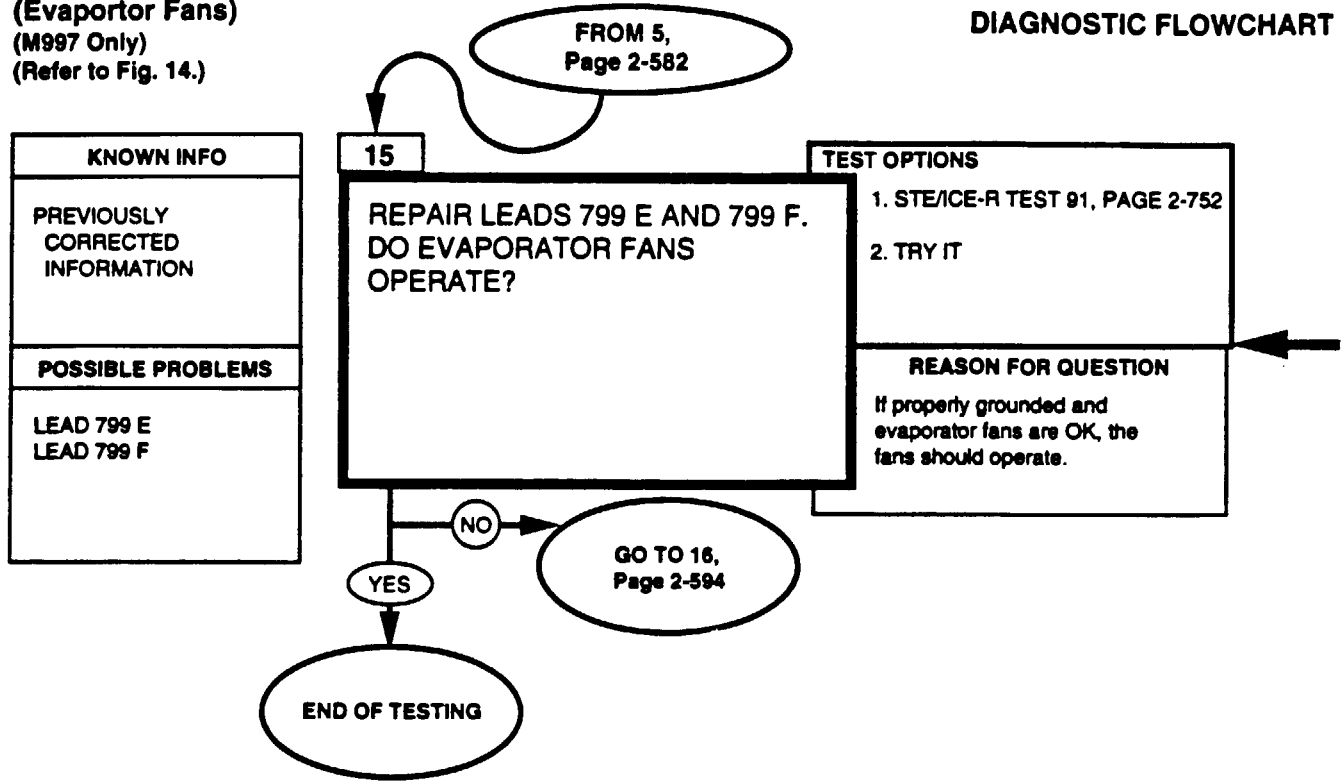 (Evaportor Fans)
(M997 Only)
(Refer to Fig. 14.)
DIAGNOSTIC FLOWCHART
FROM 5,
Page 2-582
KNOWN INFO
PREVIOUSLY
CORRECTED
INFORMATION
POSSIBLE PROBLEMS
LEAD 799 E
LEAD 799 F
15
REPAIR LEADS 799 E AND 799 F.
DO EVAPORATOR FANS
OPERATE?
TEST OPTIONS
1. STE/ICE-R TEST 91, PAGE 2-752
2. TRY IT
REASON FOR QUESTION
If properly grounded and
evaporator fans are OK, the
fans should operate.
NO
GO TO 16,
Page 2-594
YES
END OF TESTING